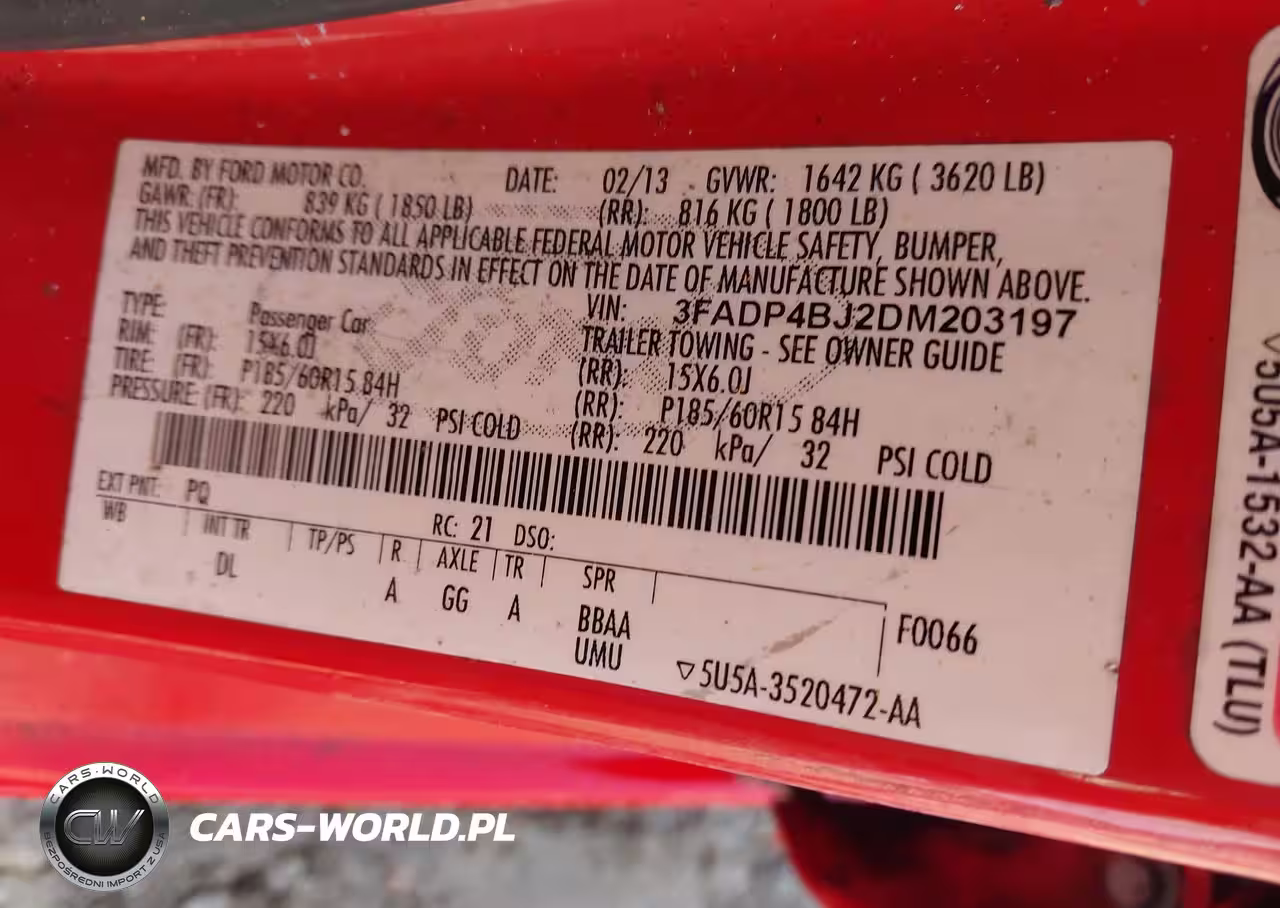 MFD. BY FORD MOTOR CO. DATE: 02/13 GVWR: 1642 KG ( 3620 LB)
GAWR: (FR): 839 KG ( 1850 LB) (RR): 816 KG ( 1800 LB)
THIS VEHICLE CONFORMS TO ALL APPLICABLE FEDERAL MOTOR VEHICLE SAFETY, BUMPER,
AND THEFT PREVENTION STANDARDS IN EFFECT ON THE DATE OF MANUFACTURE SHOWN ABOVE.
VIN: 3FADP4BJ2DM203197
TYPE: Passenger Car TRAILER TOWING - SEE OWNER GUIDE
RIM: (FR): 15X6.0J (RR): 15X6.0J
TIRE: (FR): P185/60R15 84H (RR): P185/60R15 84H
PRESSURE: (FR): 220 kPa/ 32 PSI COLD (RR): 220 kPa/ 32 PSI COLD
EXT PNT: PQ RC: 21 DSO:
WB INT TR TP/PS R AXLE TR SPR
DL A GG A BBAA F0066
UMU
▽5U5A-3520472-AA
▽5U5A-1532-AA (TLU)
CARS-WORLD
CW
BEZPOŚREDNI IMPORT Z USA
CARS-WORLD.PL